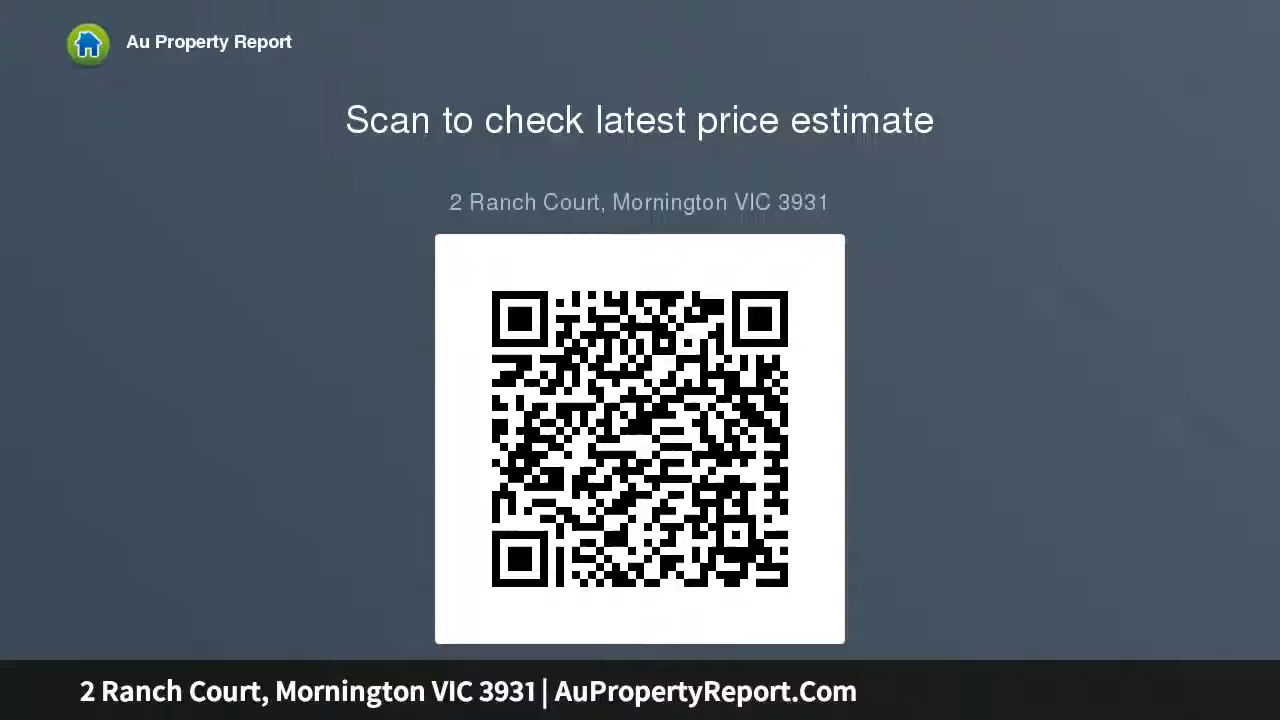 Au Property Report
Scan to check latest price estimate
2 Ranch Court, Mornington VIC 3931
2 Ranch Court, Mornington VIC 3931 | AuPropertyReport.Com